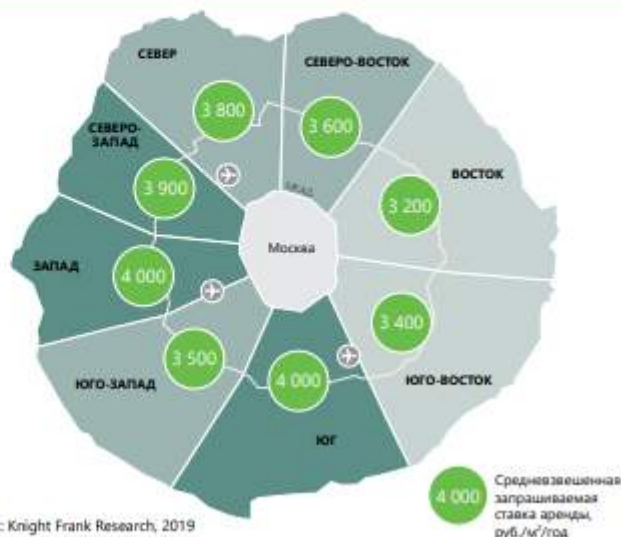 СЕВЕР
СЕВЕРО-ВОСТОК
3 800
3 600
СЕВЕРО-
ЗАПАД
ВОСТОК
3 900
3 200
Москва
ЗАПАД
4 000
3 400
3 500
4 000
ЮГО-ЗАПАД
ЮГО-ВОСТОК
ЮГ
4 000
Средневзвешенная
запрашиваемая
ставка аренды,
руб./м²/год
: Knight Frank Research, 2019